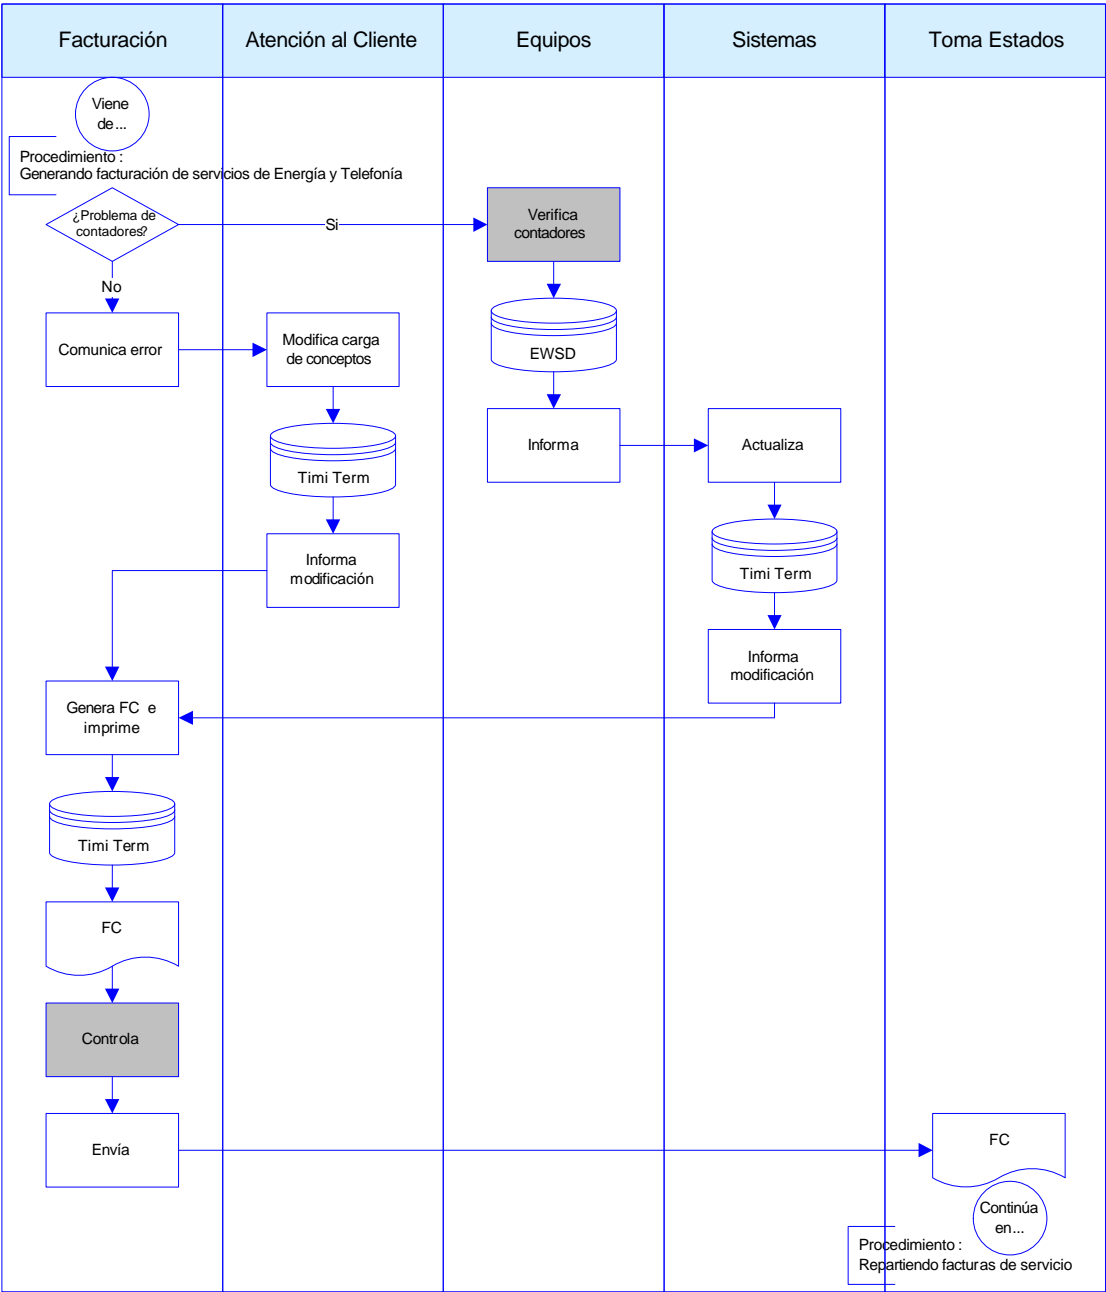 Facturación
Atención al Cliente
Equipos
Sistemas
Toma Estados
Viene
de...
Procedimiento :
Generando facturación de servicios de Energía y Telefonía
¿Problema de
contadores?
Si
Verifica
contadores
No
Comunica error
Modifica carga
de conceptos
EWSD
Informa
Actualiza
Timi Term
Timi Term
Informa
modificación
Informa
modificación
Genera FC e
imprime
Timi Term
FC
Controla
Envía
FC
Continúa
en...
Procedimiento :
Repartiendo facturas de servicio